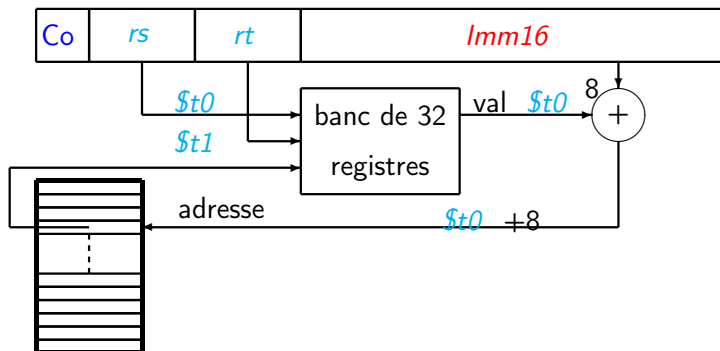 Co rs rt Imm16
8
$t0 banc de 32 val $t0 +
$t1
registres
adresse $t0 +8